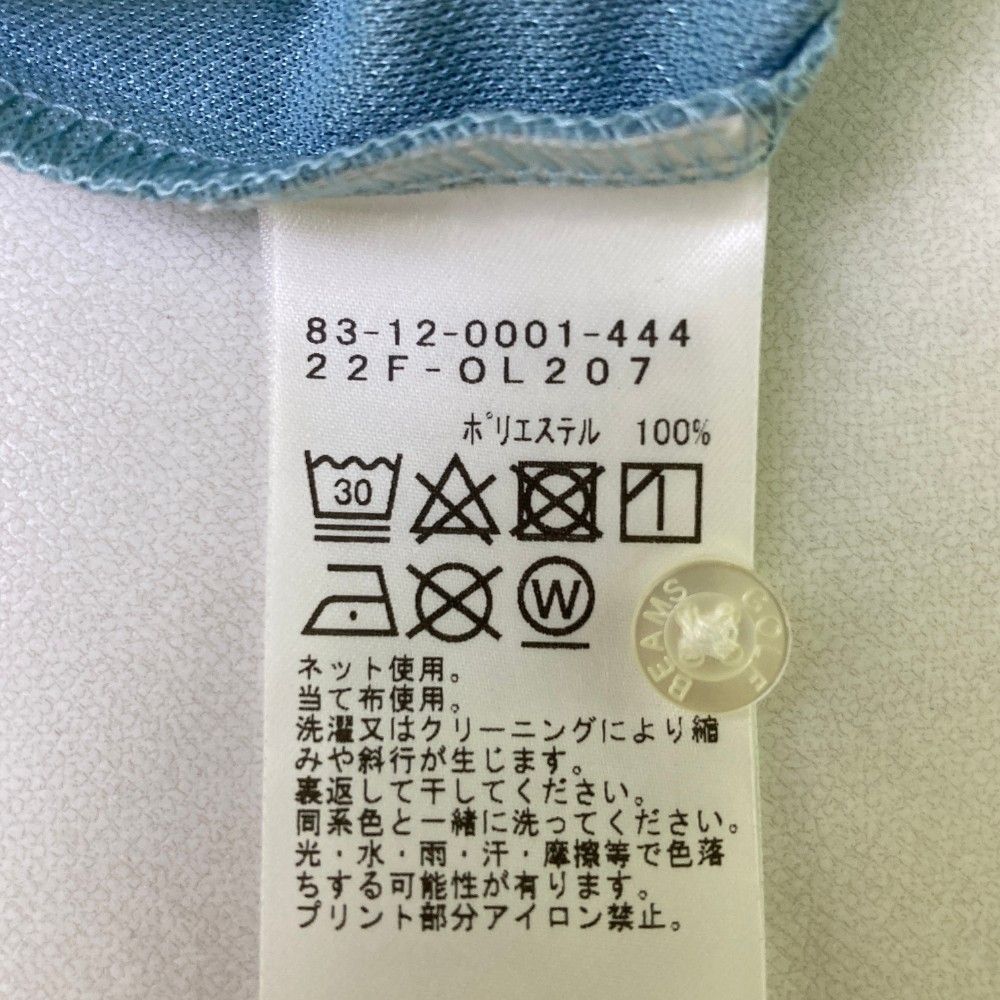 83-12-0001-444
22F-OL207
ポリエステル 100%
30
W
BEAMS GOLF
ネット使用。
当て布使用。
洗濯又はクリーニングにより縮
みや斜行が生じます。
裏返して干してください。
同系色と一緒に洗ってください。
光・水・雨・汗・摩擦等で色落
ちする可能性が有ります。
プリント部分アイロン禁止。